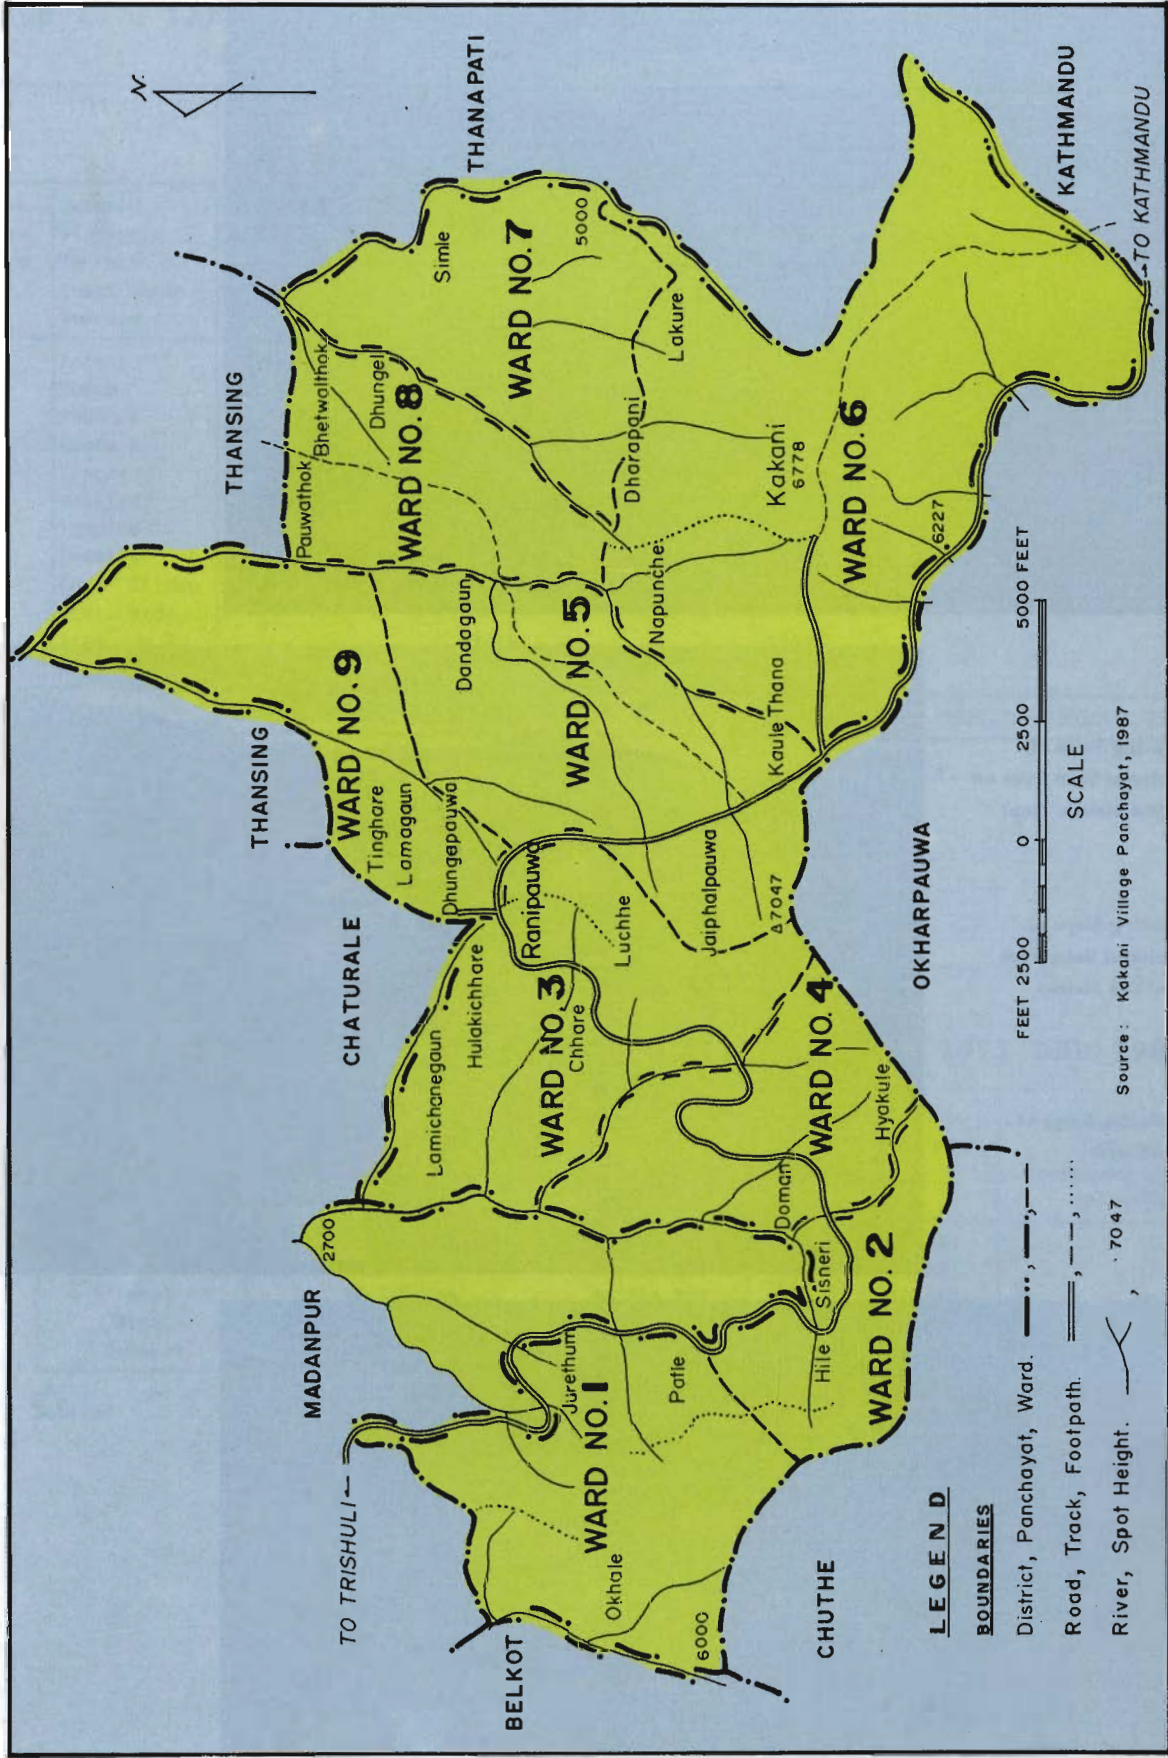 N.
THANAPATI
KATHMANDU
TO KATHMANDU
THANSING
THANSING
CHATURALE
MADANPUR
TO TRISHULI
BELKOT
CHUTHE
OKHARPAUWA
WARD NO. 7
Simle
5000
Lakure
Dharapani
WARD NO. 8
Pauwathok
Bhetwalthok
Dhungel
WARD NO. 6
Kakani
6778
6227
WARD NO. 9
Tinghare
Lamagaun
Dhungepauwa
Dandagaun
WARD NO. 5
Napunche
Kaule Thana
Jaiphalpauwa
Δ7047
Ranipauwa
Luchhe
WARD NO. 3
Chhare
Hulakichhare
Lamichanegaun
WARD NO. 4
Hyakule
Doman
2700
WARD NO. 2
Sisneri
Hile
WARD NO. 1
Jurethum
Patle
Okhale
6000
LEGEND
BOUNDARIES
District, Panchayat, Ward.
Road, Track, Footpath.
River, Spot Height. · 7047
FEET 2500 0 2500 5000 FEET
SCALE
Source: Kakani Village Panchayat, 1987